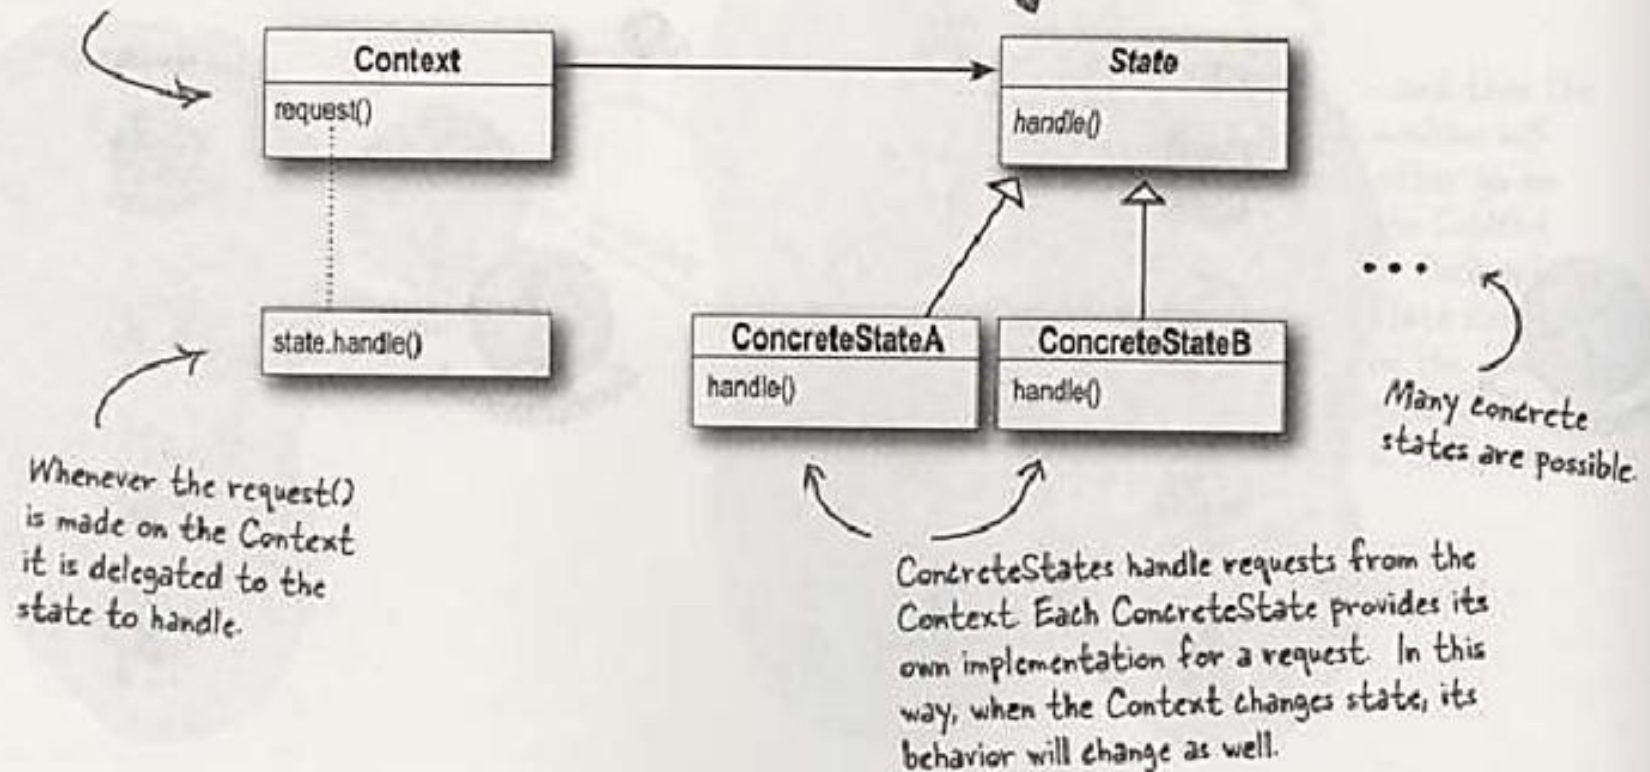 Context
request()
State
handle()
state.handle()
ConcreteStateA
handle()
ConcreteStateB
handle()
• • •
Many concrete
states are possible.
Whenever the request()
is made on the Context
it is delegated to the
state to handle.
ConcreteStates handle requests from the
Context. Each ConcreteState provides its
own implementation for a request. In this
way, when the Context changes state, its
behavior will change as well.